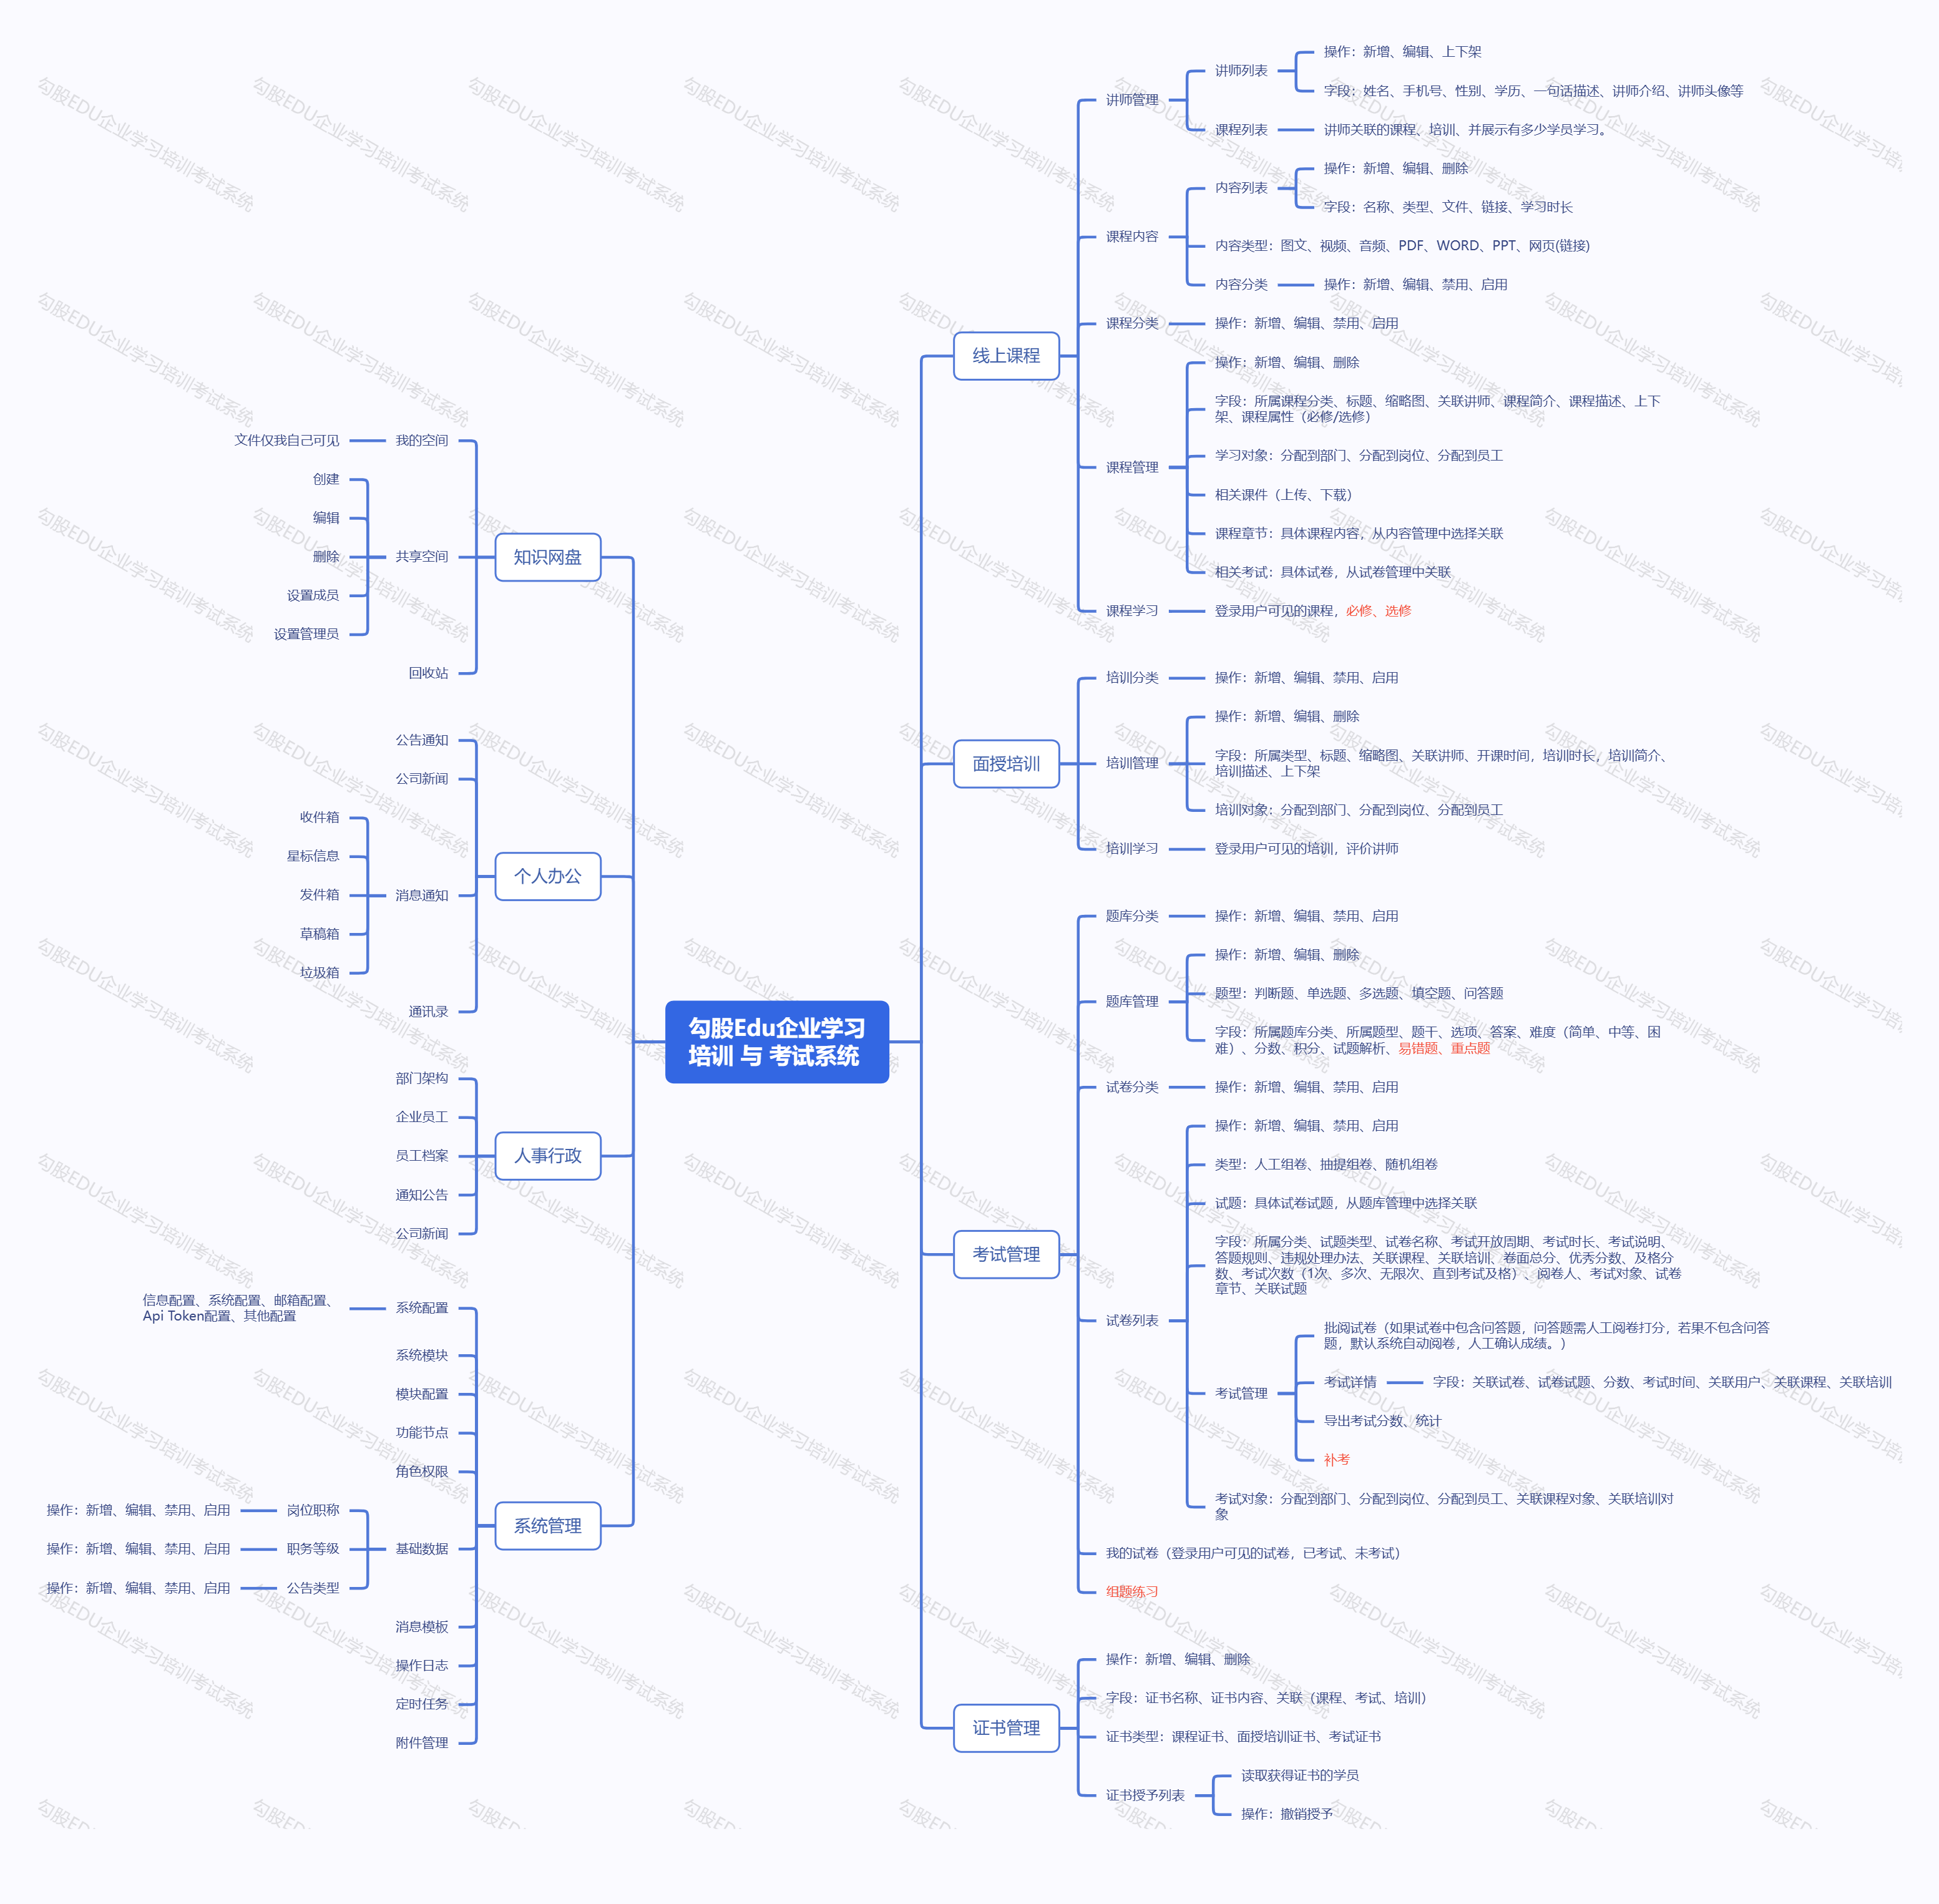 勾股Edu企业学习
培训 与 考试系统
线上课程
讲师管理
讲师列表
操作：新增、编辑、上下架
字段：姓名、手机号、性别、学历、一句话描述、讲师介绍、讲师头像等
课程列表
讲师关联的课程、培训、并展示有多少学员学习。
课程内容
内容列表
操作：新增、编辑、删除
字段：名称、类型、文件、链接、学习时长
内容类型：图文、视频、音频、PDF、WORD、PPT、网页(链接)
内容分类
操作：新增、编辑、禁用、启用
课程分类
操作：新增、编辑、禁用、启用
课程管理
操作：新增、编辑、删除
字段：所属课程分类、标题、缩略图、关联讲师、课程简介、课程描述、上下
架、课程属性（必修/选修）
学习对象：分配到部门、分配到岗位、分配到员工
相关课件（上传、下载）
课程章节：具体课程内容，从内容管理中选择关联
相关考试：具体试卷，从试卷管理中关联
课程学习
登录用户可见的课程，必修、选修
面授培训
培训分类
操作：新增、编辑、禁用、启用
培训管理
操作：新增、编辑、删除
字段：所属类型、标题、缩略图、关联讲师、开课时间，培训时长，培训简介、
培训描述、上下架
培训对象：分配到部门、分配到岗位、分配到员工
培训学习
登录用户可见的培训，评价讲师
考试管理
题库分类
操作：新增、编辑、禁用、启用
题库管理
操作：新增、编辑、删除
题型：判断题、单选题、多选题、填空题、问答题
字段：所属题库分类、所属题型、题干、选项、答案、难度（简单、中等、困
难）、分数、积分、试题解析、易错题、重点题
试卷分类
操作：新增、编辑、禁用、启用
试卷列表
操作：新增、编辑、禁用、启用
类型：人工组卷、抽提组卷、随机组卷
试题：具体试卷试题，从题库管理中选择关联
字段：所属分类、试题类型、试卷名称、考试开放周期、考试时长、考试说明、
答题规则、违规处理办法、关联课程、关联培训、卷面总分、优秀分数、及格分
数、考试次数（1次、多次、无限次、直到考试及格）、阅卷人、考试对象、试卷
章节、关联试题
考试管理
批阅试卷（如果试卷中包含问答题，问答题需人工阅卷打分，若果不包含问答
题，默认系统自动阅卷，人工确认成绩。）
考试详情
字段：关联试卷、试卷试题、分数、考试时间、关联用户、关联课程、关联培训
导出考试分数、统计
补考
考试对象：分配到部门、分配到岗位、分配到员工、关联课程对象、关联培训对
象
我的试卷（登录用户可见的试卷，已考试、未考试）
组题练习
证书管理
操作：新增、编辑、删除
字段：证书名称、证书内容、关联（课程、考试、培训）
证书类型：课程证书、面授培训证书、考试证书
证书授予列表
读取获得证书的学员
操作：撤销授予
知识网盘
我的空间
文件仅我自己可见
共享空间
创建
编辑
删除
设置成员
设置管理员
回收站
个人办公
公告通知
公司新闻
消息通知
收件箱
星标信息
发件箱
草稿箱
垃圾箱
通讯录
人事行政
部门架构
企业员工
员工档案
通知公告
公司新闻
系统管理
系统配置
信息配置、系统配置、邮箱配置、
Api Token配置、其他配置
系统模块
模块配置
功能节点
角色权限
基础数据
岗位职称
操作：新增、编辑、禁用、启用
职务等级
操作：新增、编辑、禁用、启用
公告类型
操作：新增、编辑、禁用、启用
消息模板
操作日志
定时任务
附件管理
勾股EDU企业学习培训考试系统